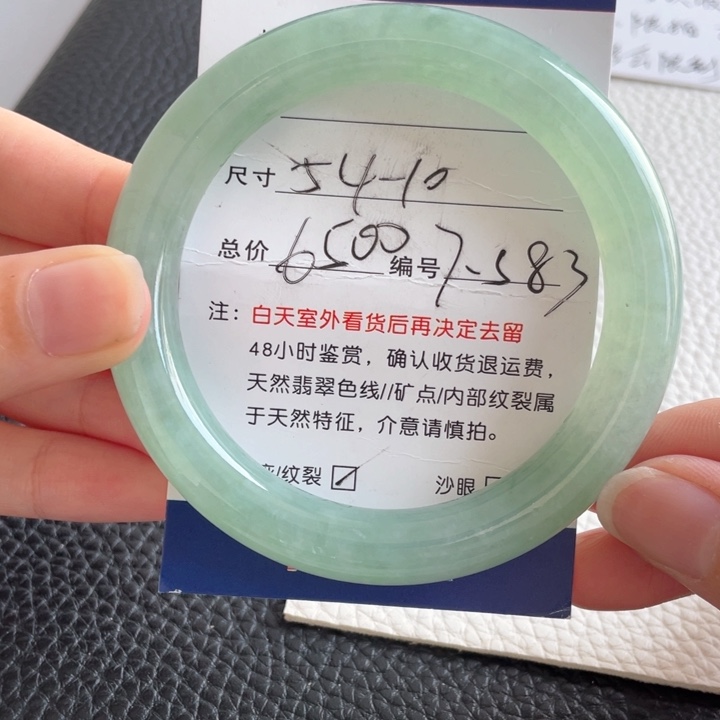 尺寸 54-10
总价 6500 编号 7-583
注：白天室外看货后再决定去留
48小时鉴赏，确认收货退运费，
天然翡翠色线//矿点/内部纹裂属
于天然特征，介意请慎拍。
/纹裂 沙眼